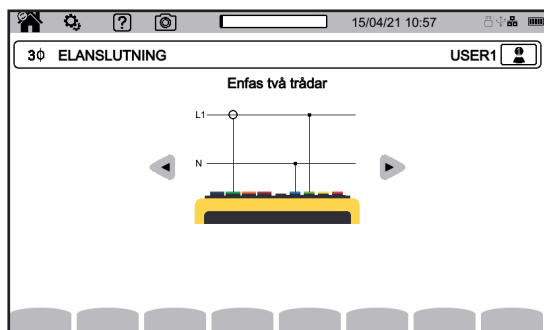 ? 15/04/21 10:57
3ϕ ELANSLUTNING USER1
Enfas två trådar
L1
N